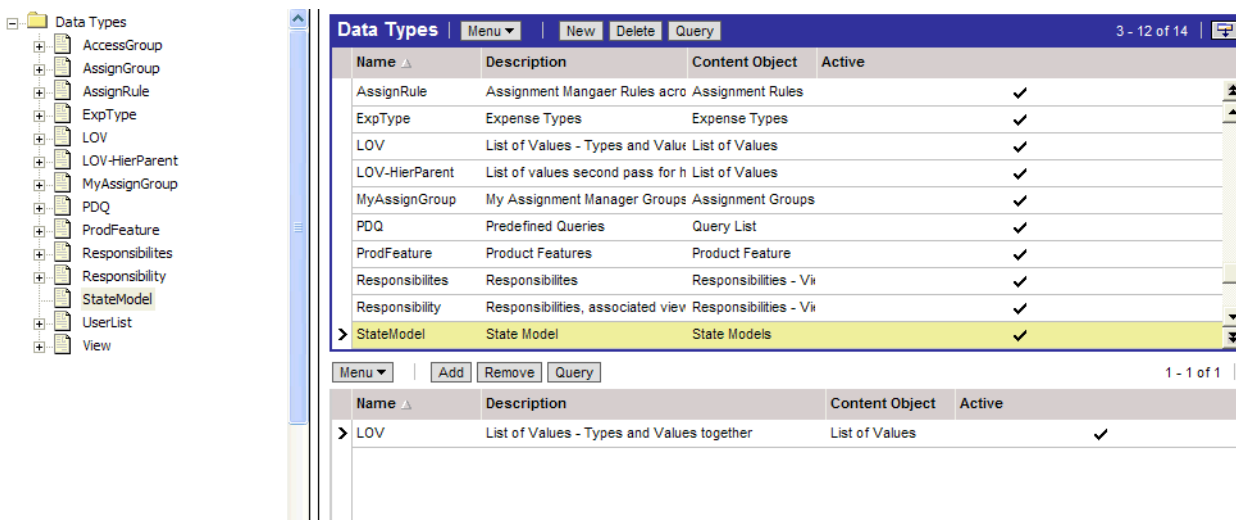 Data Types
AccessGroup
AssignGroup
AssignRule
ExpType
LOV
LOV-HierParent
MyAssignGroup
PDQ
ProdFeature
Responsibilites
Responsibility
StateModel
UserList
View
Data Types Menu New Delete Query 3 - 12 of 14
Name Description Content Object Active
AssignRule Assignment Mangaer Rules acro Assignment Rules
ExpType Expense Types Expense Types
LOV List of Values - Types and Value List of Values
LOV-HierParent List of values second pass for h List of Values
MyAssignGroup My Assignment Manager Groups Assignment Groups
PDQ Predefined Queries Query List
ProdFeature Product Features Product Feature
Responsibilites Responsibilites Responsibilities - Vi
Responsibility Responsibilities, associated view Responsibilities - Vi
StateModel State Model State Models
Menu Add Remove Query 1 - 1 of 1
Name Description Content Object Active
LOV List of Values - Types and Values together List of Values